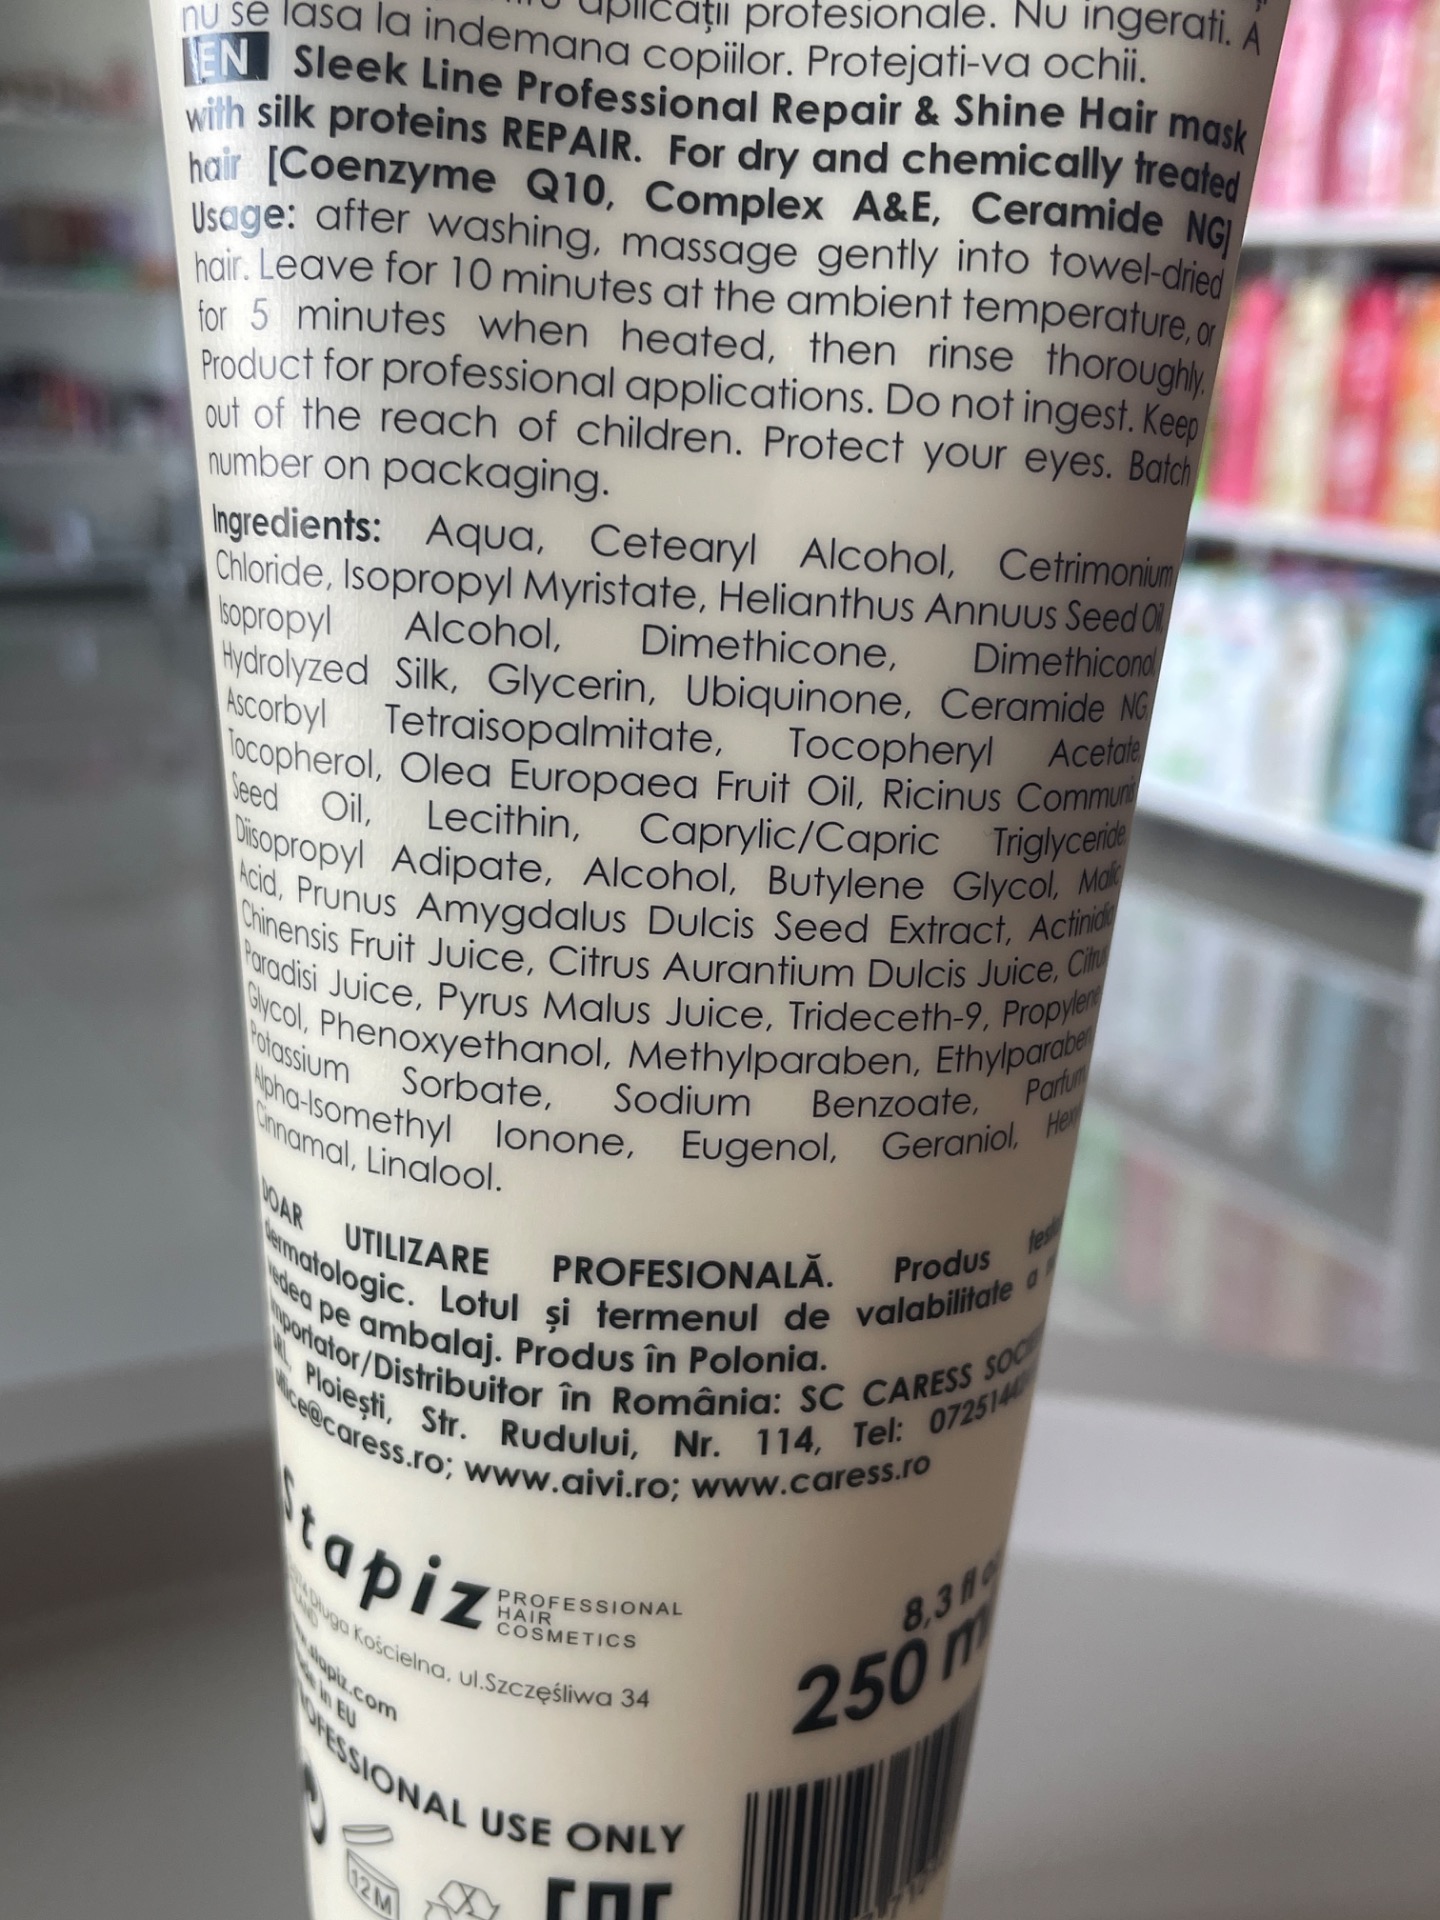 aplicații profesionale. Nu ingerati. A
nu se lasa la indemana copiilor. Protejati-va ochii.
EN Sleek Line Professional Repair & Shine Hair mask
with silk proteins REPAIR. For dry and chemically treated
hair [Coenzyme Q10, Complex A&E, Ceramide NG]
Usage: after washing, massage gently into towel-dried
hair. Leave for 10 minutes at the ambient temperature, or
for 5 minutes when heated, then rinse thoroughly.
Product for professional applications. Do not ingest. Keep
out of the reach of children. Protect your eyes. Batch
number on packaging.
Ingredients: Aqua, Cetearyl Alcohol, Cetrimonium
Chloride, Isopropyl Myristate, Helianthus Annuus Seed Oil,
Isopropyl Alcohol, Dimethicone, Dimethiconol
Hydrolyzed Silk, Glycerin, Ubiquinone, Ceramide NG,
Ascorbyl Tetraisopalmitate, Tocopheryl Acetate,
Tocopherol, Olea Europaea Fruit Oil, Ricinus Communi
Seed Oil, Lecithin, Caprylic/Capric Triglyceride,
Diisopropyl Adipate, Alcohol, Butylene Glycol, Malic
Acid, Prunus Amygdalus Dulcis Seed Extract, Actinidia
Chinensis Fruit Juice, Citrus Aurantium Dulcis Juice, Citrus
Paradisi Juice, Pyrus Malus Juice, Trideceth-9, Propylene
Glycol, Phenoxyethanol, Methylparaben, Ethylparaben,
Potassium Sorbate, Sodium Benzoate, Parfum,
Alpha-Isomethyl Ionone, Eugenol, Geraniol, Hexy
Cinnamal, Linalool.
DOAR UTILIZARE PROFESIONALĂ. Produs
dermatologic. Lotul și termenul de valabilitate a
vedea pe ambalaj. Produs în Polonia.
Importator/Distribuitor în România: SC CARESS
SRL, Ploiești, Str. Rudului, Nr. 114, Tel:
office@caress.ro; www.aivi.ro; www.caress.ro
Stapiz PROFESSIONAL
HAIR
COSMETICS
Długa Kościelna, ul.Szczęśliwa 34
8,3 fl
250 m
www.stapiz.com
Made in EU
PROFESSIONAL USE ONLY
12M